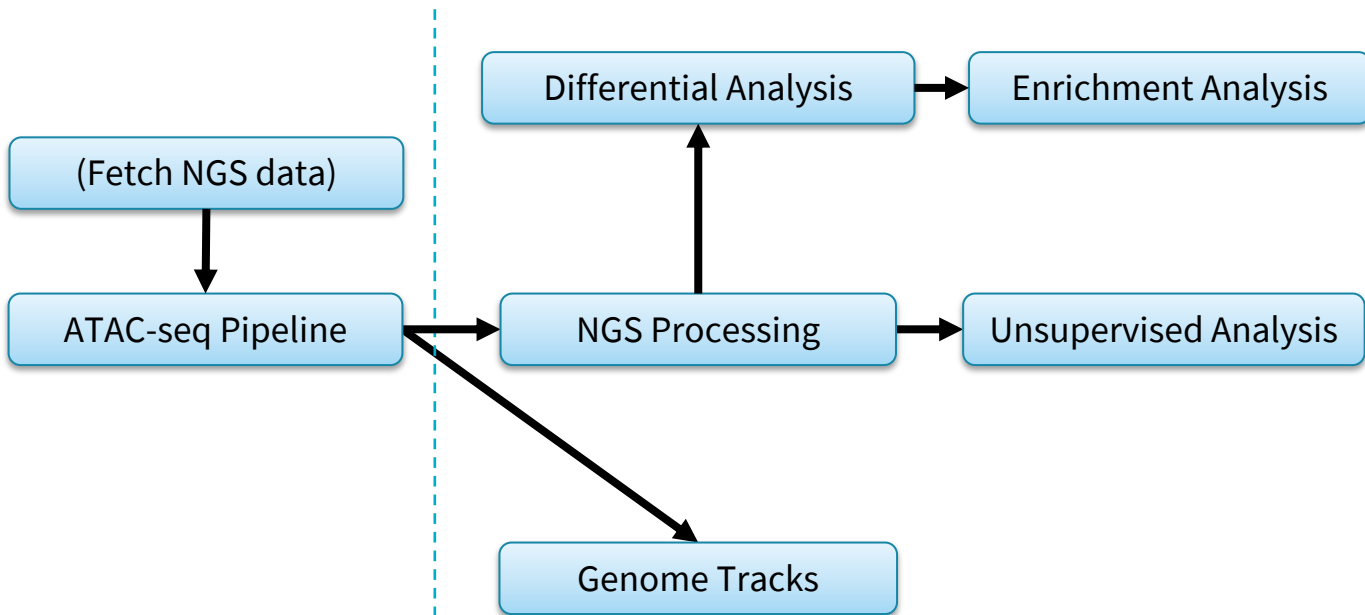 Differential Analysis
Enrichment Analysis
(Fetch NGS data)
ATAC-seq Pipeline
NGS Processing
Unsupervised Analysis
Genome Tracks